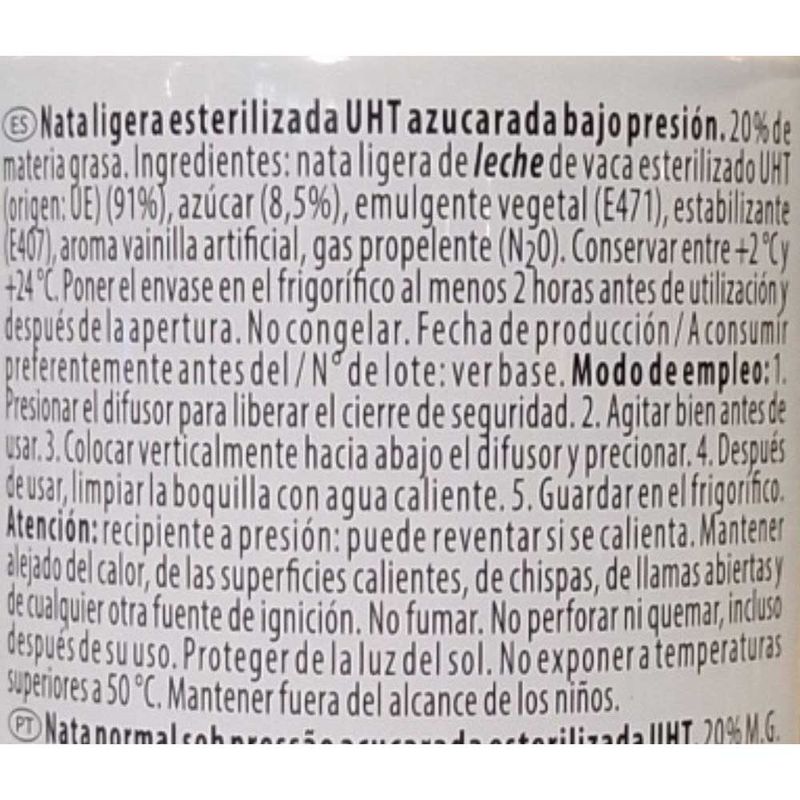 ES Nata ligera esterilizada UHT azucarada bajo presión. 20% de
materia grasa. Ingredientes: nata ligera de leche de vaca esterilizado UHT
(origen: UE) (91%), azúcar (8,5%), emulgente vegetal (E471), estabilizante
(E407), aroma vainilla artificial, gas propelente (N2O). Conservar entre +2 °C y
+24 °C. Poner el envase en el frigorífico al menos 2 horas antes de utilización y
después de la apertura. No congelar. Fecha de producción / A consumir
preferentemente antes del / N° de lote: ver base. Modo de empleo: 1.
Presionar el difusor para liberar el cierre de seguridad. 2. Agitar bien antes de
usar. 3. Colocar verticalmente hacia abajo el difusor y precionar. 4. Después
de usar, limpiar la boquilla con agua caliente. 5. Guardar en el frigorífico.
Atención: recipiente a presión: puede reventar si se calienta. Mantener
alejado del calor, de las superficies calientes, de chispas, de llamas abiertas y
de cualquier otra fuente de ignición. No fumar. No perforar ni quemar, incluso
después de su uso. Proteger de la luz del sol. No exponer a temperaturas
superiores a 50 °C. Mantener fuera del alcance de los niños.
PT Nata normal sob pressão azucarada esterilizada UHT. 20% M.G.